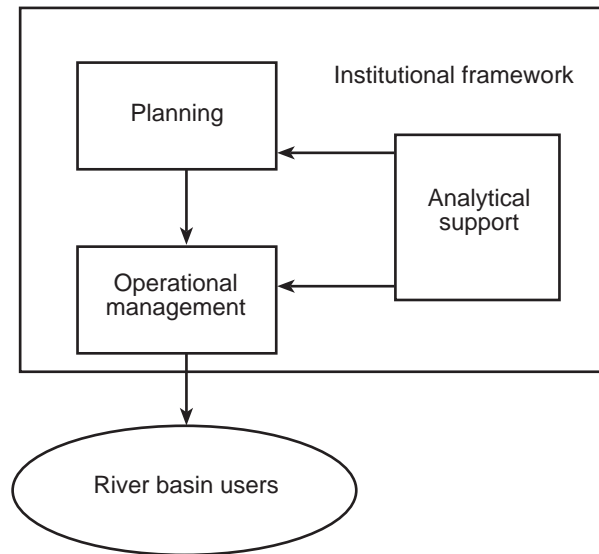 Institutional framework
Planning
Analytical
support
Operational
management
River basin users